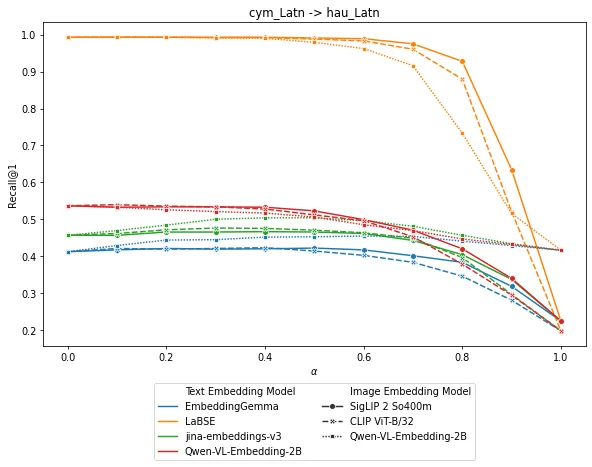 cym_Latn -> hau_Latn
1.0
0.9
0.8
0.7
0.6
0.5
0.4
0.3
0.2
Recall@1
0.0 0.2 0.4 0.6 0.8 1.0
α
Text Embedding Model Image Embedding Model
EmbeddingGemma SigLIP 2 So400m
LaBSE CLIP ViT-B/32
jina-embeddings-v3 Qwen-VL-Embedding-2B
Qwen-VL-Embedding-2B